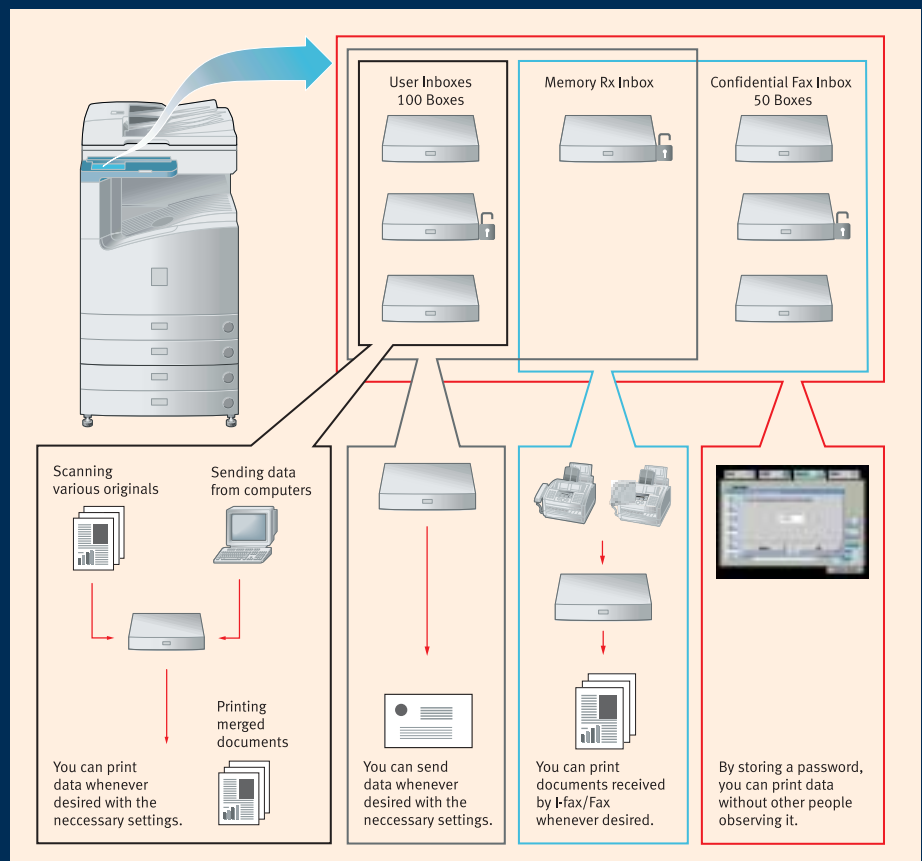 User Inboxes
100 Boxes
Memory Rx Inbox
Confidential Fax Inbox
50 Boxes
Scanning
various originals
Sending data
from computers
Printing
merged
documents
You can print
data whenever
desired with the
neccessary settings.
You can send
data whenever
desired with the
neccessary settings.
You can print
documents received
by I-fax/Fax
whenever desired.
By storing a password,
you can print data
without other people
observing it.